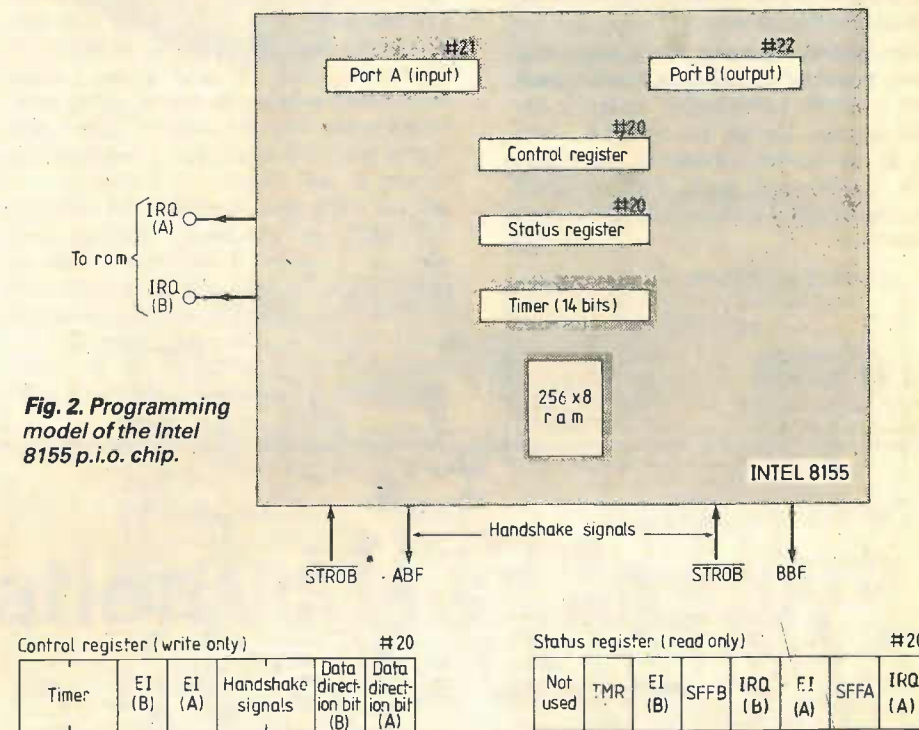 #21
Port A (input)
#22
Port B (output)
#20
Control register
#20
Status register
IRQ
(A)
To rom
IRQ
(B)
Timer (14 bits)
256 x 8
ram
Fig. 2. Programming
model of the Intel
8155 p.i.o. chip.
INTEL 8155
Handshake signals
STROB
ABF
STROB
BBF
Control register (write only) #20
Timer
EI
(B)
EI
(A)
Handshake
signals
Data
direct-
ion bit
(B)
Data
direct-
ion bit
(A)
Status register (read only) #20
Not
used
TMR
EI
(B)
SFFB
IRQ
(B)
EI
(A)
SFFA
IRQ
(A)